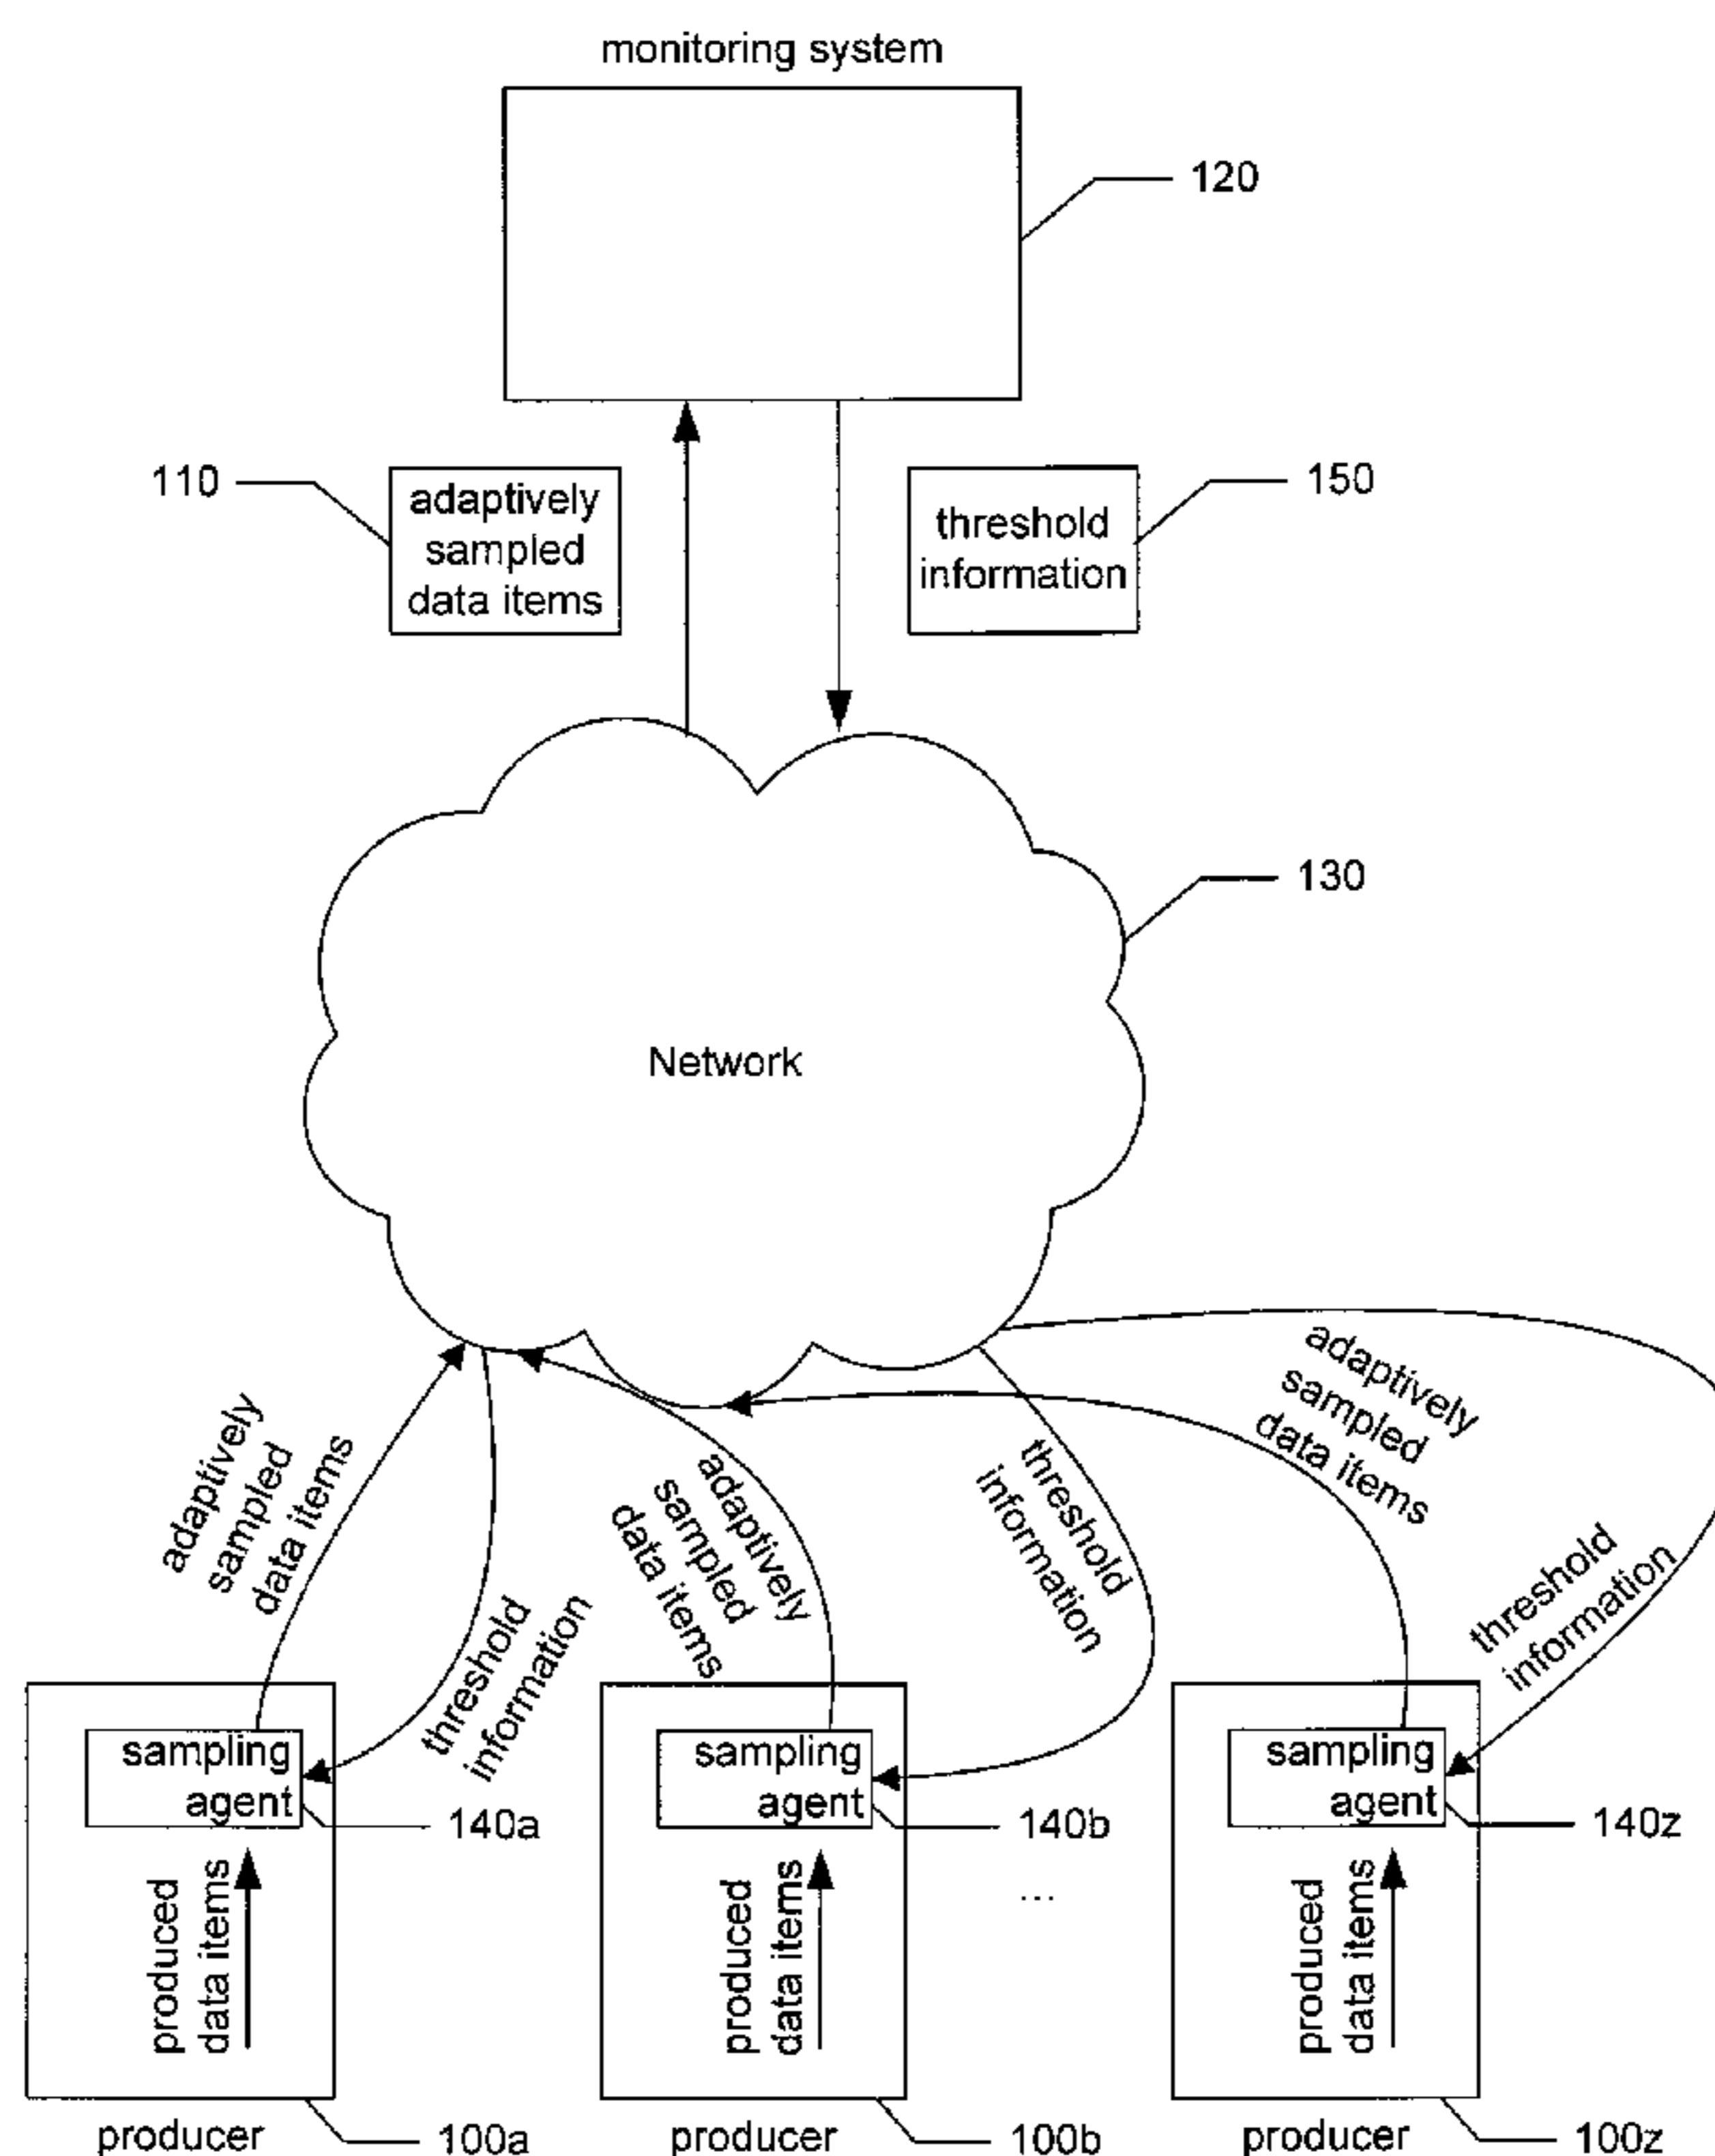 monitoring system
120
110
adaptively
sampled
data items
150
threshold
information
130
Network
adaptively
sampled
data items
threshold
information
adaptively
sampled
data items
threshold
information
adaptively
sampled
data items
threshold
information
sampling
agent
140a
sampling
agent
140b
sampling
agent
140z
produced
data items
produced
data items
...
produced
data items
producer
100a
producer
100b
producer
100z